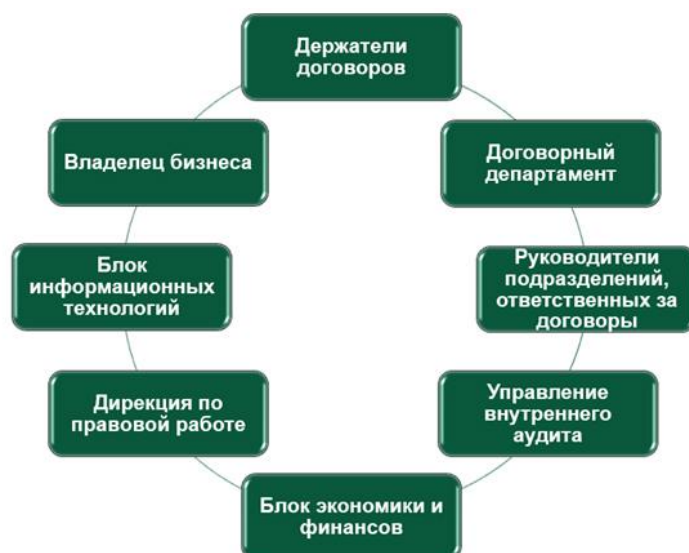 Держатели
договоров
Владелец бизнеса
Договорный
департамент
Блок
информационных
технологий
Руководители
подразделений,
ответственных за
договоры
Дирекция по
правовой работе
Управление
внутреннего
аудита
Блок экономики и
финансов